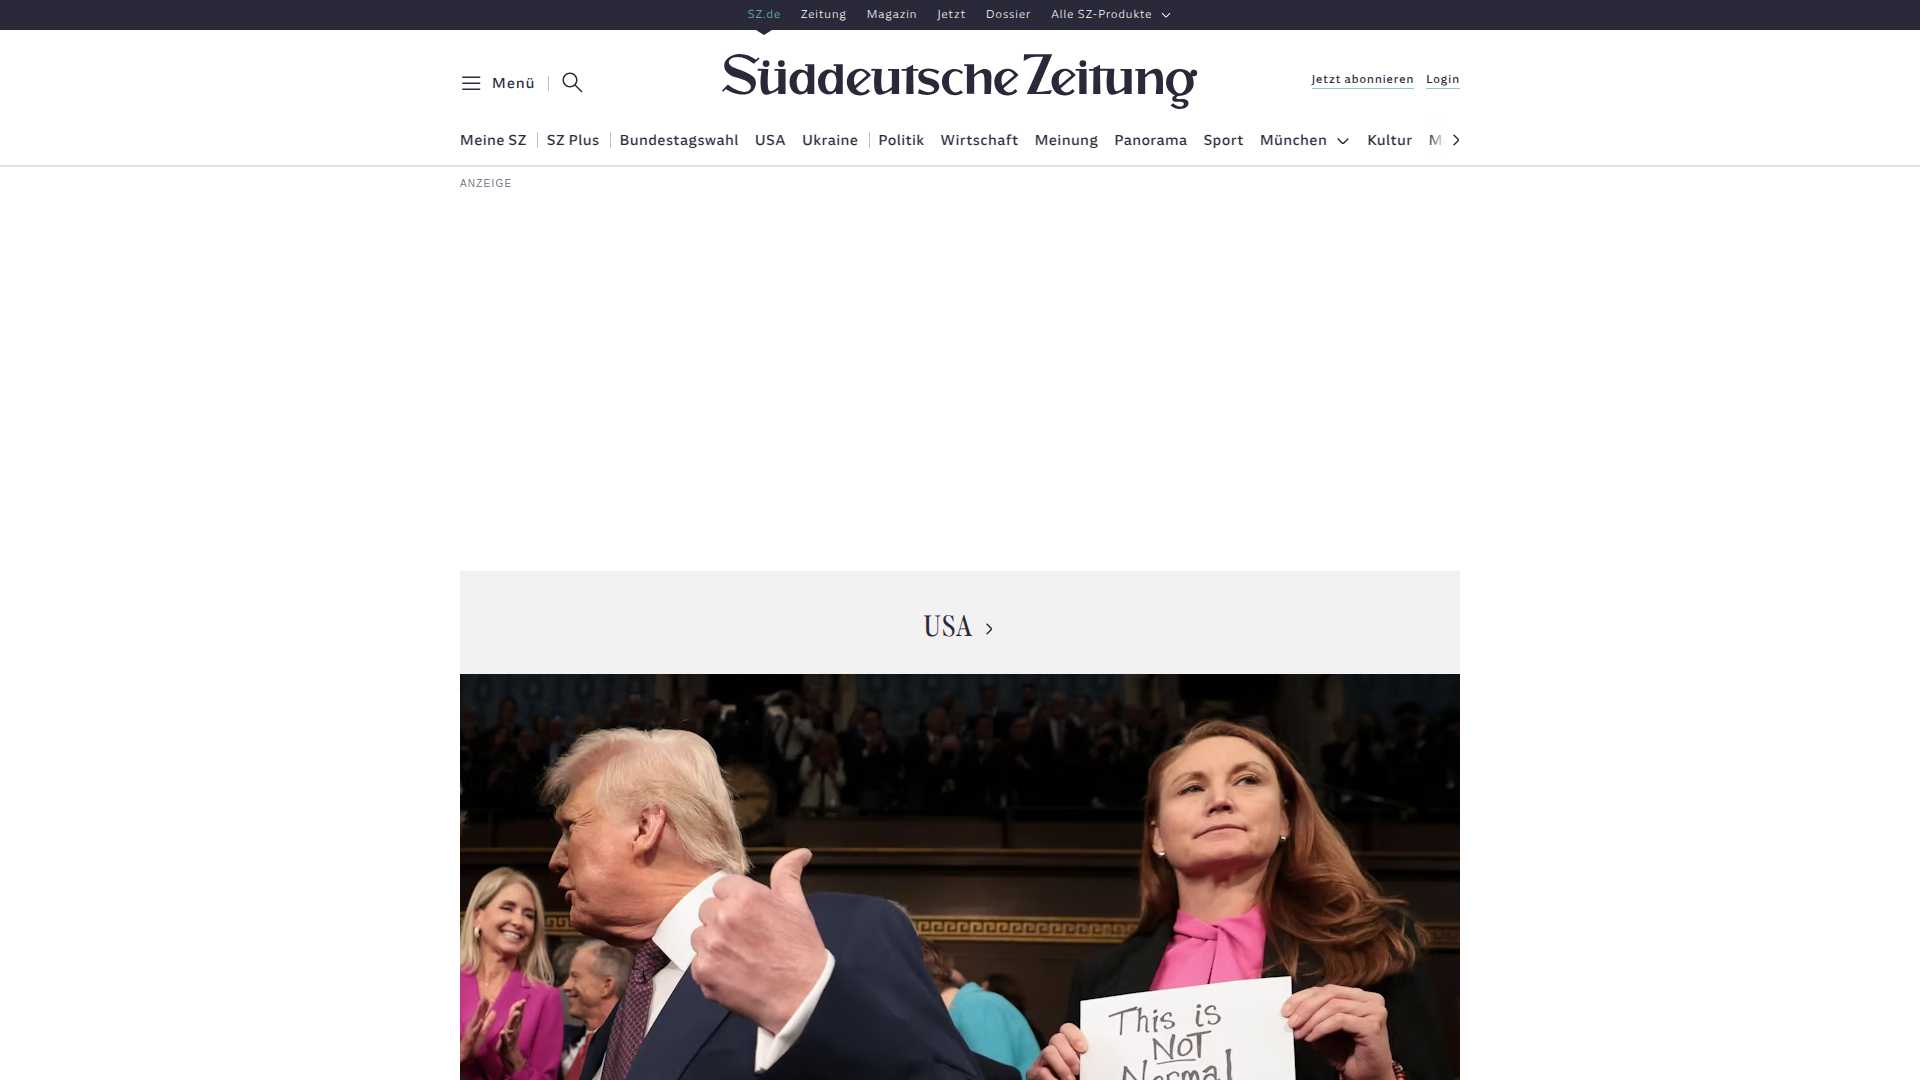 SZ.de Zeitung Magazin Jetzt Dossier Alle SZ-Produkte
Menü
Süddeutsche Zeitung
Jetzt abonnieren Login
Meine SZ SZ Plus Bundestagswahl USA Ukraine Politik Wirtschaft Meinung Panorama Sport München Kultur M
ANZEIGE
USA
This is
NOT
Normal